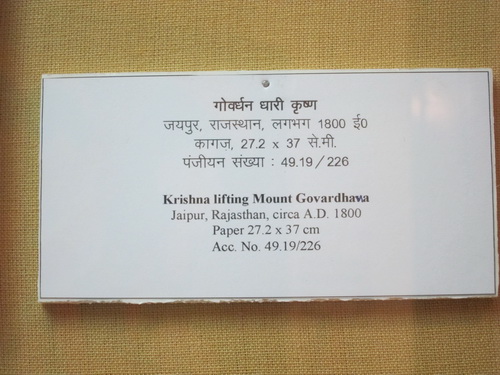 गोवर्धन धारी कृष्ण
जयपुर, राजस्थान, लगभग 1800 ई0
कागज, 27.2 x 37 से.मी.
पंजीयन संख्या : 49.19/226
Krishna lifting Mount Govardhava
Jaipur, Rajasthan, circa A.D. 1800
Paper 27.2 x 37 cm
Acc. No. 49.19/226